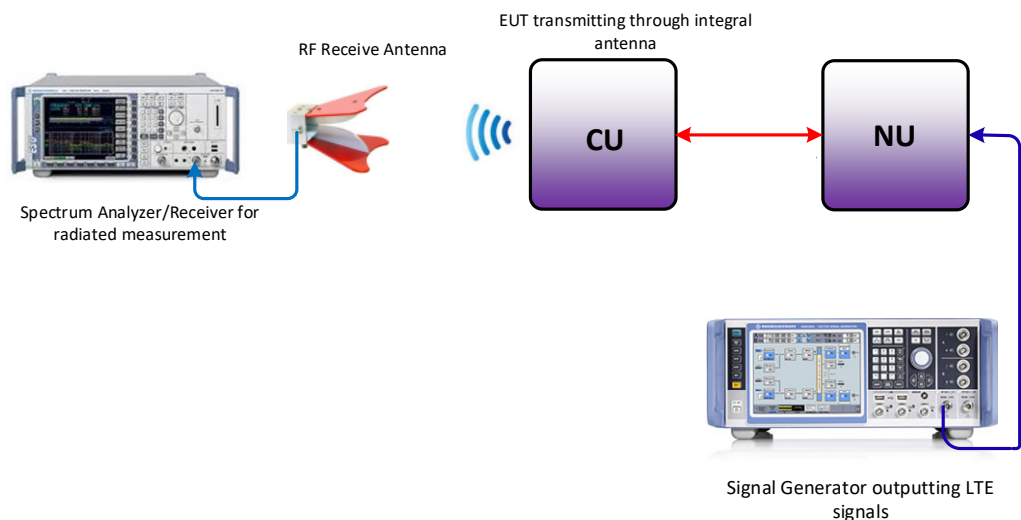 EUT transmitting through integral
antenna
RF Receive Antenna
CU
NU
Spectrum Analyzer/Receiver for
radiated measurement
Signal Generator outputting LTE
signals